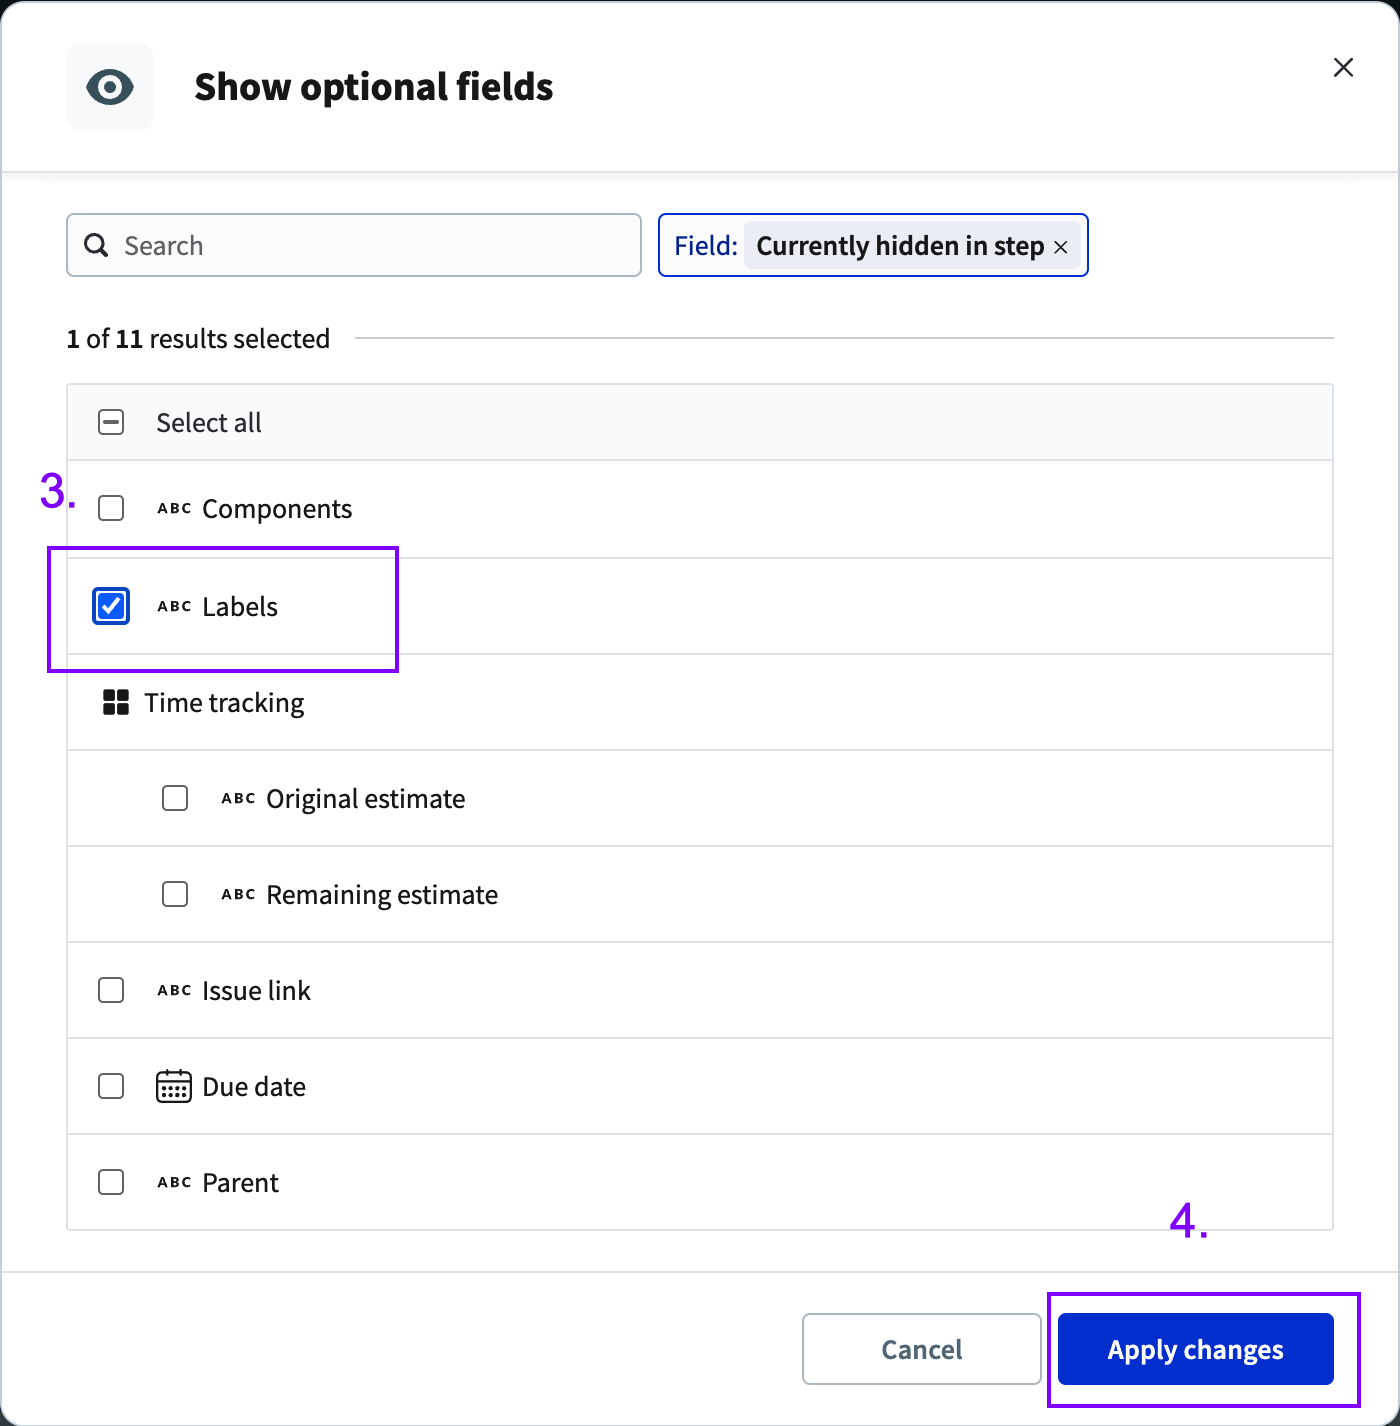 Show optional fields
Search
Field: Currently hidden in step
1 of 11 results selected
Select all
3.
ABC Components
ABC Labels
Time tracking
ABC Original estimate
ABC Remaining estimate
ABC Issue link
Due date
ABC Parent
4.
Cancel
Apply changes